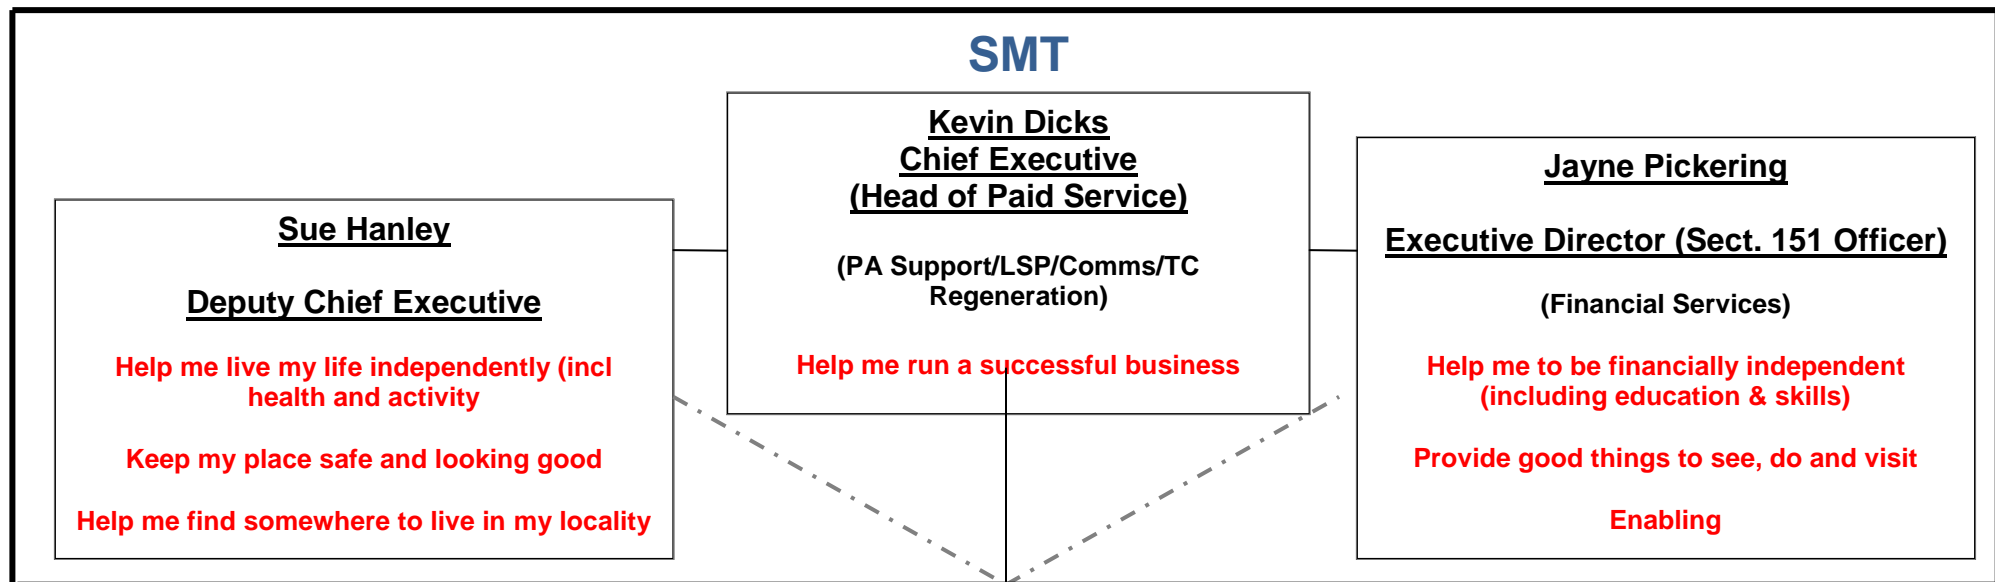 SMT
Sue Hanley
Deputy Chief Executive
Help me live my life independently (incl
health and activity
Keep my place safe and looking good
Help me find somewhere to live in my locality
Kevin Dicks
Chief Executive
(Head of Paid Service)
(PA Support/LSP/Comms/TC
Regeneration)
Help me run a successful business
Jayne Pickering
Executive Director (Sect. 151 Officer)
(Financial Services)
Help me to be financially independent
(including education & skills)
Provide good things to see, do and visit
Enabling